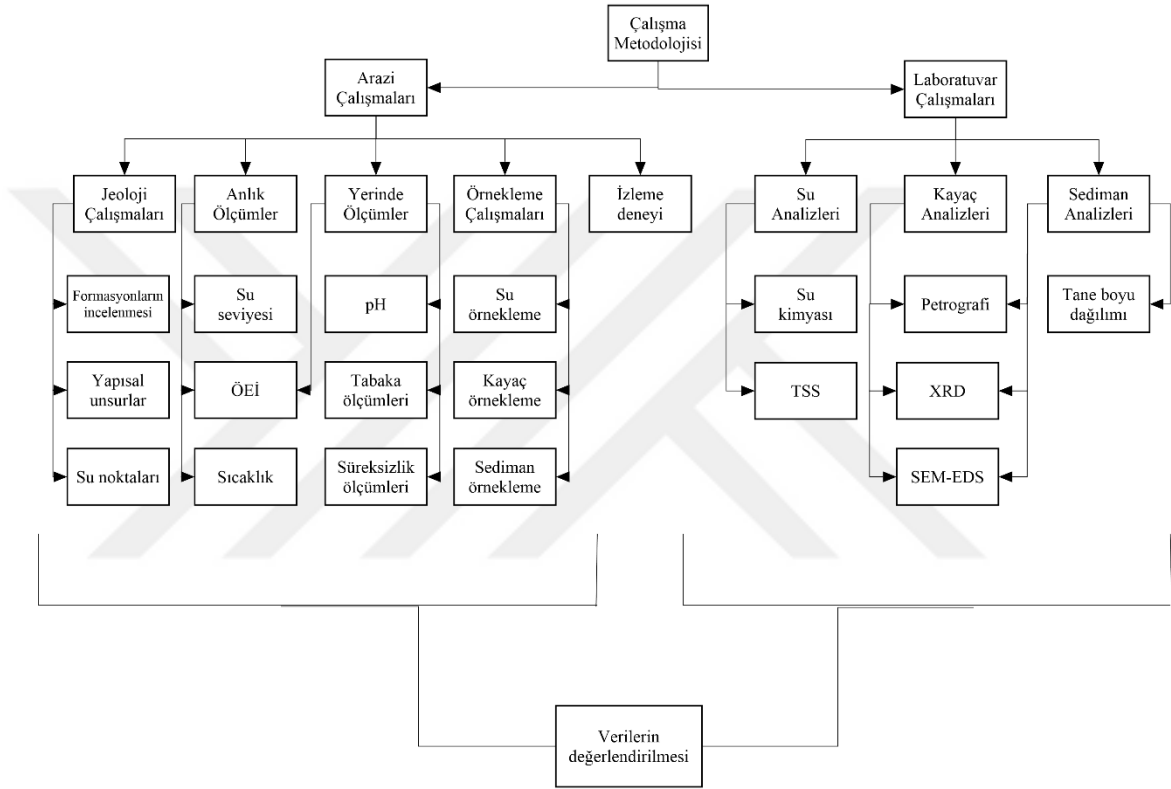 Çalışma
Metodolojisi
Arazi
Çalışmaları
Laboratuvar
Çalışmaları
Jeoloji
Çalışmaları
Anlık
Ölçümler
Yerinde
Ölçümler
Örnekleme
Çalışmaları
İzleme
deneyi
Su
Analizleri
Kayaç
Analizleri
Sediman
Analizleri
Formasyonların
incelenmesi
Su
seviyesi
pH
Su
örnekleme
Su
kimyası
Petrografi
Tane boyu
dağılımı
Yapısal
unsurlar
ÖEİ
Tabaka
ölçümleri
Kayaç
örnekleme
TSS
XRD
Su noktaları
Sıcaklık
Süreksizlik
ölçümleri
Sediman
örnekleme
SEM-EDS
Verilerin
değerlendirilmesi